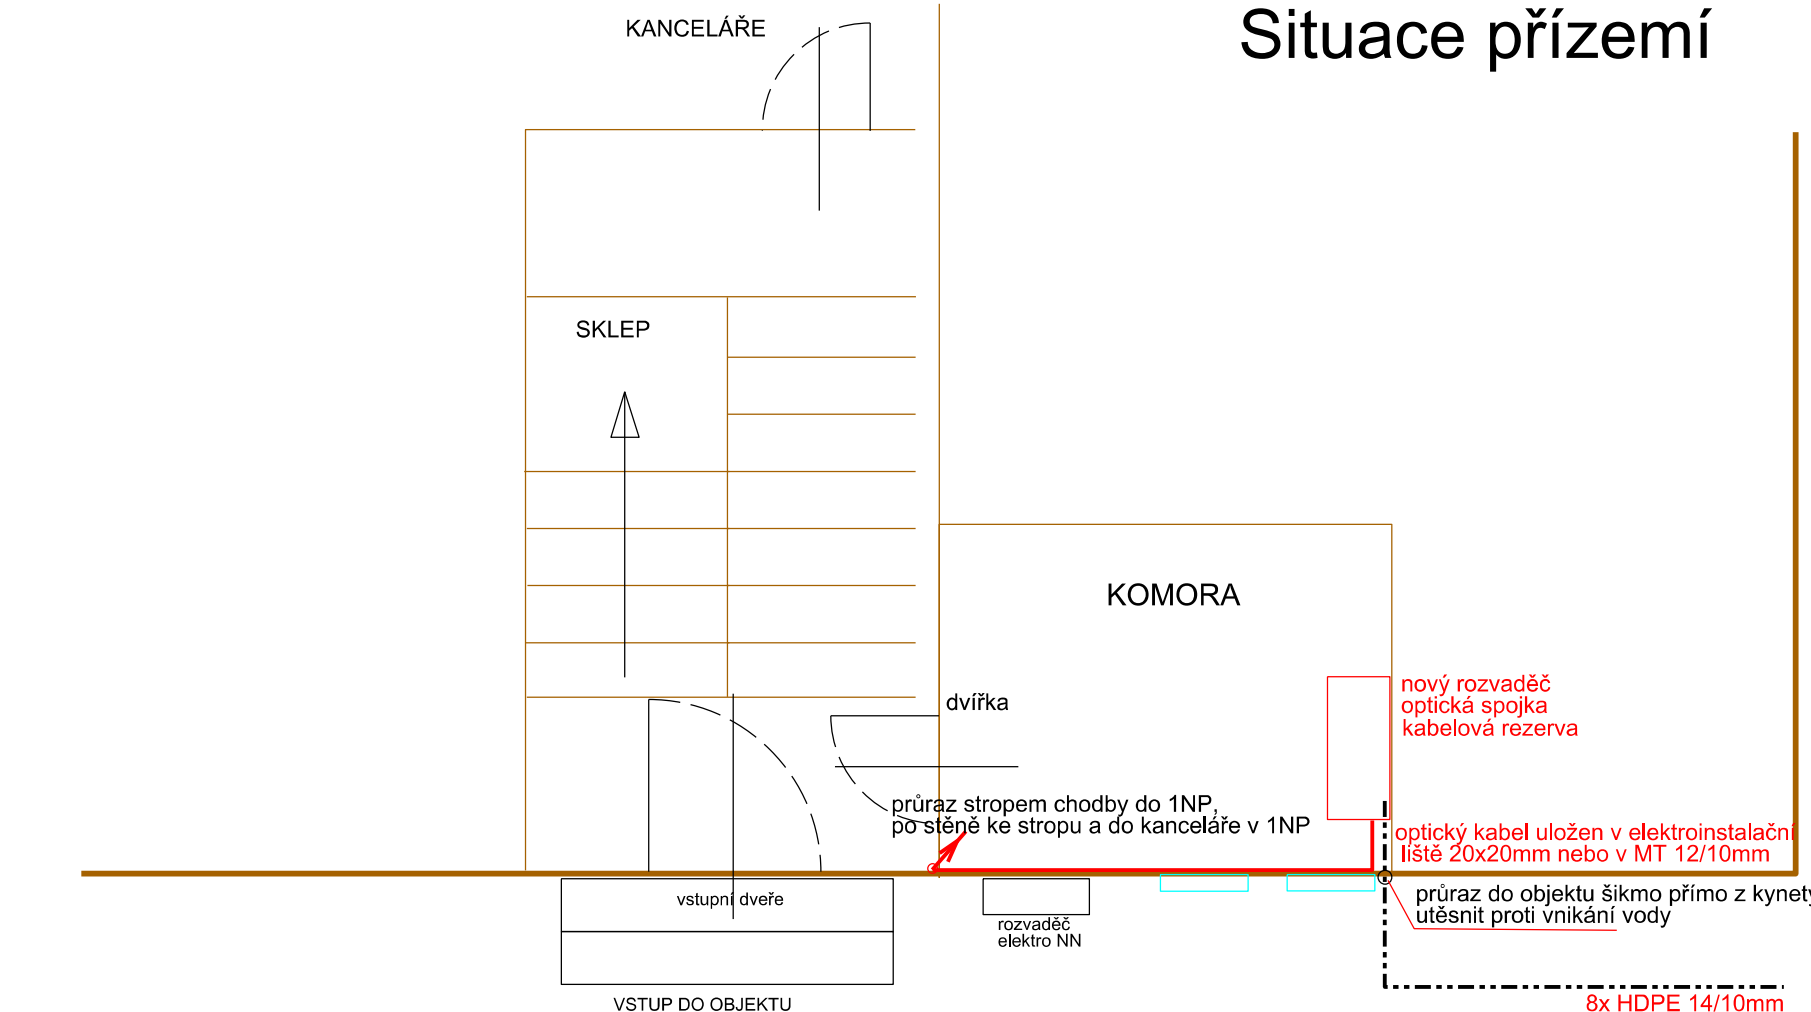 Situace přízemí
KANCELÁŘE
SKLEP
KOMORA
dvířka
nový rozvaděč
optická spojka
kabelová rezerva
průraz stropem chodby do 1NP,
po stěně ke stropu a do kanceláře v 1NP
optický kabel uložen v elektroinstalační
liště 20x20mm nebo v MT 12/10mm
vstupní dveře
průraz do objektu šikmo přímo z kynety
utěsnit proti vnikání vody
rozvaděč
elektro NN
VSTUP DO OBJEKTU
8x HDPE 14/10mm